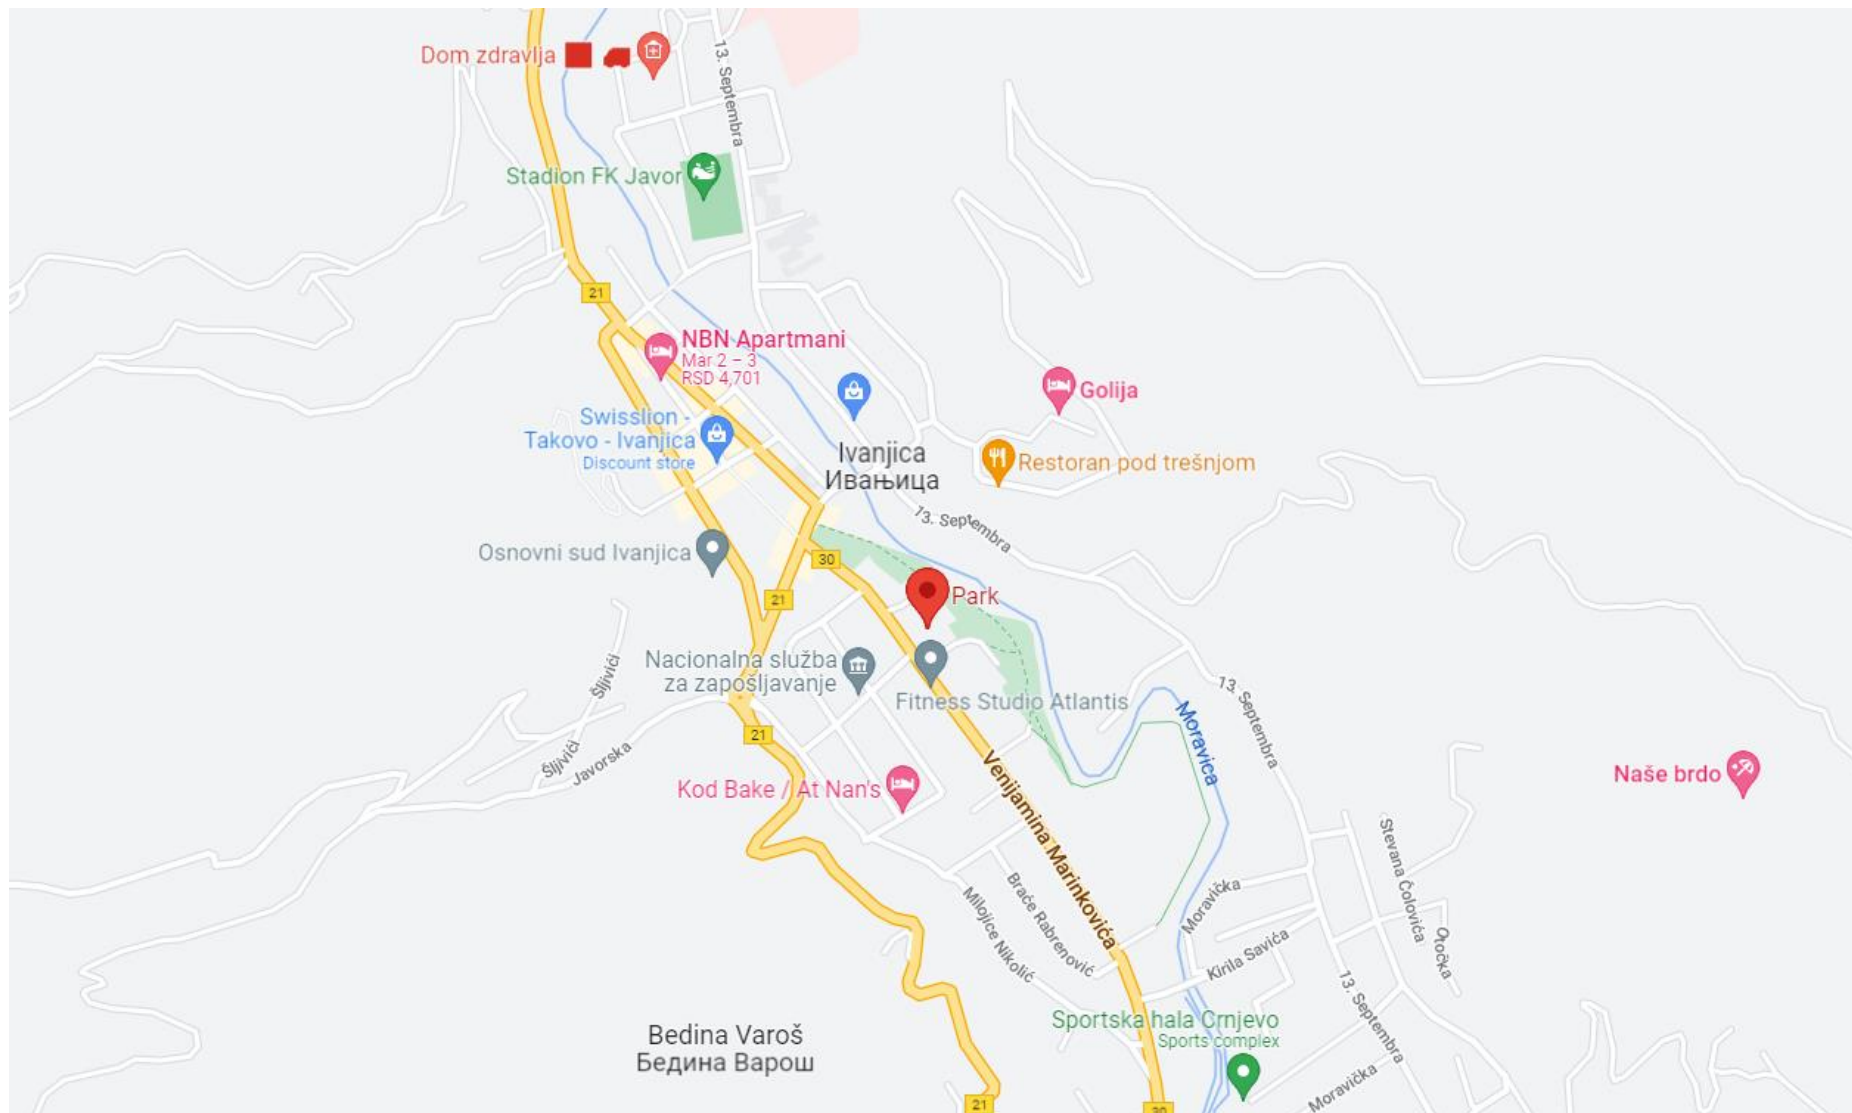 Dom zdravlja
13. Septembra
Stadion FK Javor
21
NBN Apartmani
Mar 2 – 3
RSD 4,701
Golija
Swisslion -
Takovo - Ivanjica
Discount store
Ivanjica
Ивањица
Restoran pod trešnjom
13. Septembra
Osnovni sud Ivanjica
30
21
Park
Nacionalna služba
za zapošljavanje
Šljivići
Fitness Studio Atlantis
13. Septembra
Moravica
21
Šljivići
Javorska
Kod Bake / At Nan's
Venijamina Marinkovića
Naše brdo
Stevana Čolovića
Moravička
Braće Rabrenović
Milojice Nikolić
Otočka
Kirila Savića
13. Septembra
Sportska hala Crnjevo
Sports complex
Bedina Varoš
Бедина Варош
Moravička
21
30